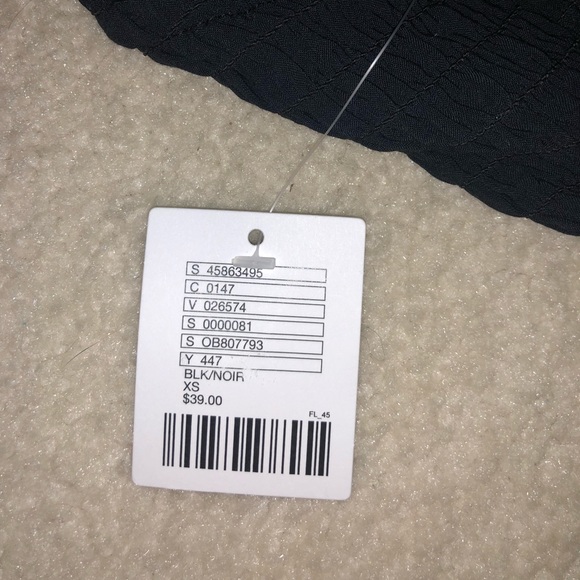 S 45863495
C 0147
V 026574
S 0000081
S OB807793
Y 447
BLK/NOIR
XS
$39.00
FL_45